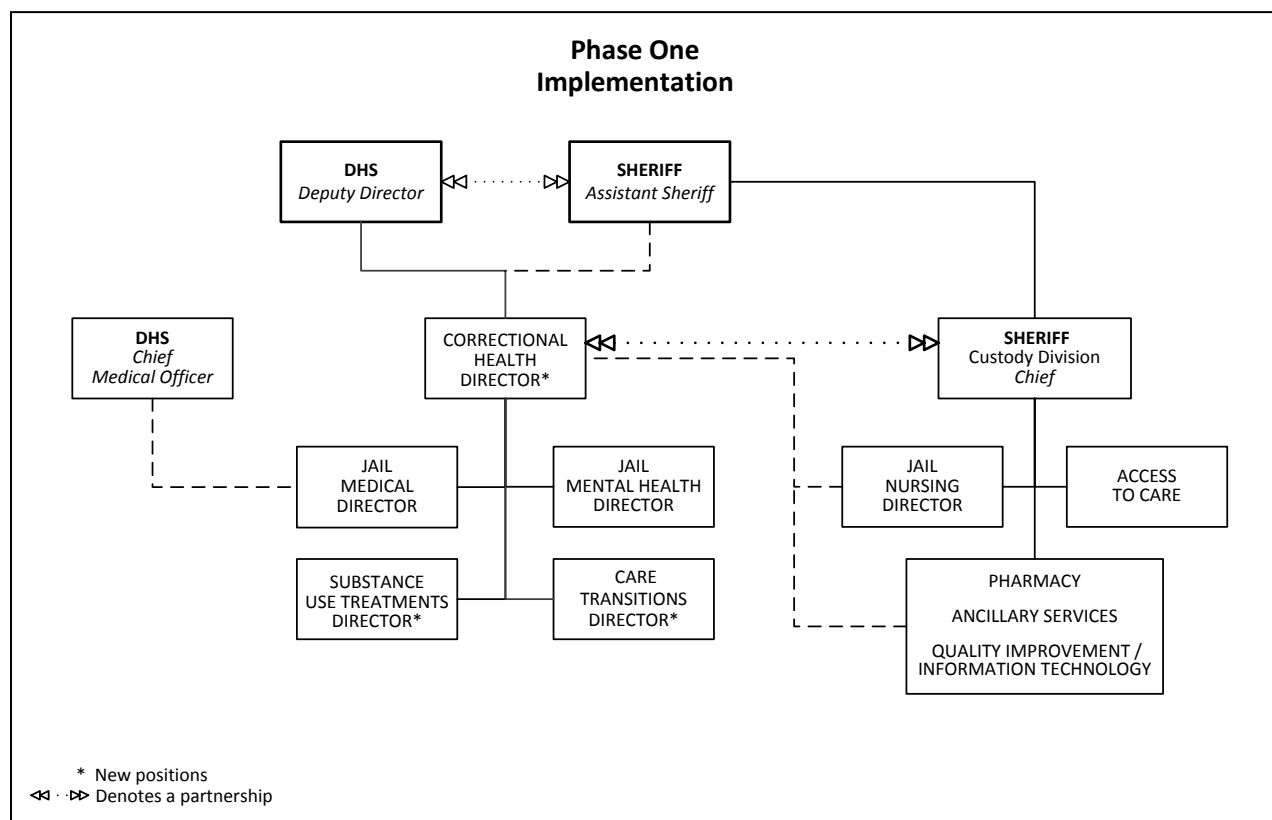 Phase One
Implementation
DHS
Deputy Director
SHERIFF
Assistant Sheriff
DHS
Chief
Medical Officer
CORRECTIONAL
HEALTH
DIRECTOR*
SHERIFF
Custody Division
Chief
JAIL
MEDICAL
DIRECTOR
JAIL
MENTAL HEALTH
DIRECTOR
JAIL
NURSING
DIRECTOR
ACCESS
TO CARE
SUBSTANCE
USE TREATMENTS
DIRECTOR*
CARE
TRANSITIONS
DIRECTOR*
PHARMACY
ANCILLARY SERVICES
QUALITY IMPROVEMENT /
INFORMATION TECHNOLOGY
* New positions
Denotes a partnership